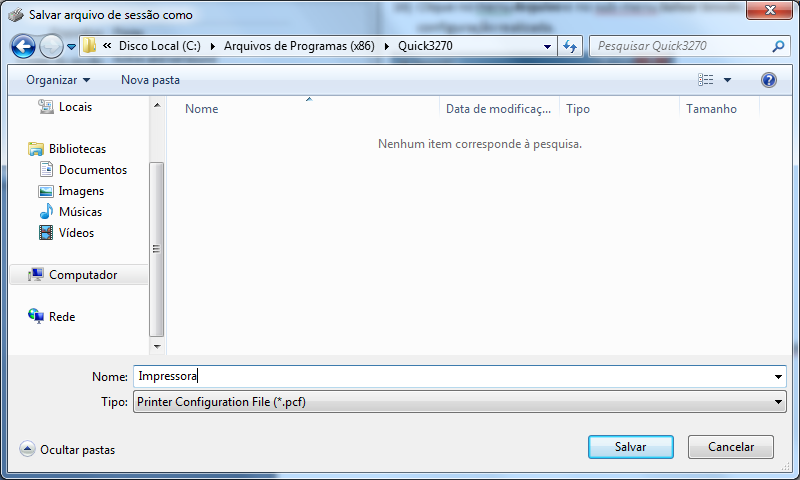 Salvar arquivo de sessão como
« Disco Local (C:) Arquivos de Programas (x86) Quick3270
Pesquisar Quick3270
Organizar Nova pasta
Nome Data de modificaç... Tipo Tamanho
Nenhum item corresponde à pesquisa.
Locais
Bibliotecas
Documentos
Imagens
Músicas
Vídeos
Computador
Rede
Nome: Impressora
Tipo: Printer Configuration File (*.pcf)
Ocultar pastas
Salvar Cancelar